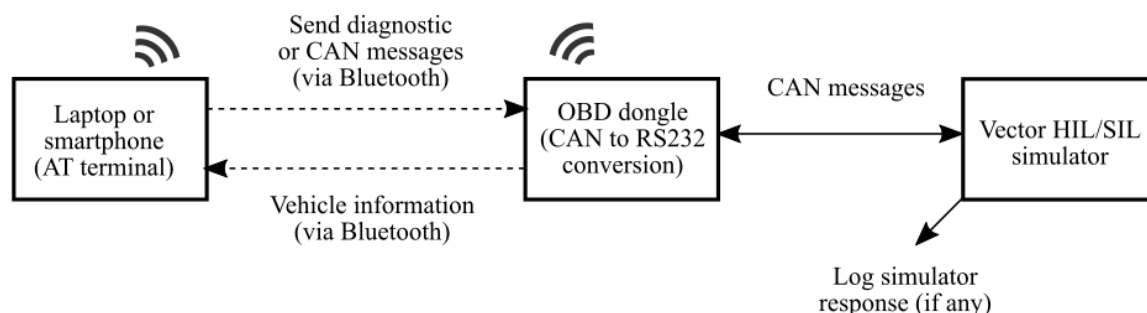 Send diagnostic
or CAN messages
(via Bluetooth)
Laptop or
smartphone
(AT terminal)
OBD dongle
(CAN to RS232
conversion)
CAN messages
Vector HIL/SIL
simulator
Vehicle information
(via Bluetooth)
Log simulator
response (if any)